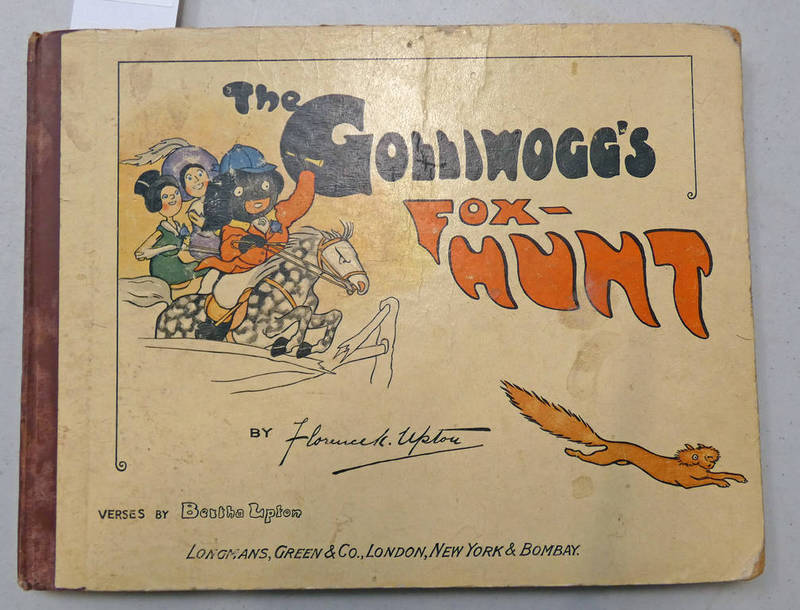 The GOLLIWOGG'S
FOX-
HUNT
BY Florence K. Upton
VERSES BY Bertha Upton
LONGMANS, GREEN & CO., LONDON, NEW YORK & BOMBAY.